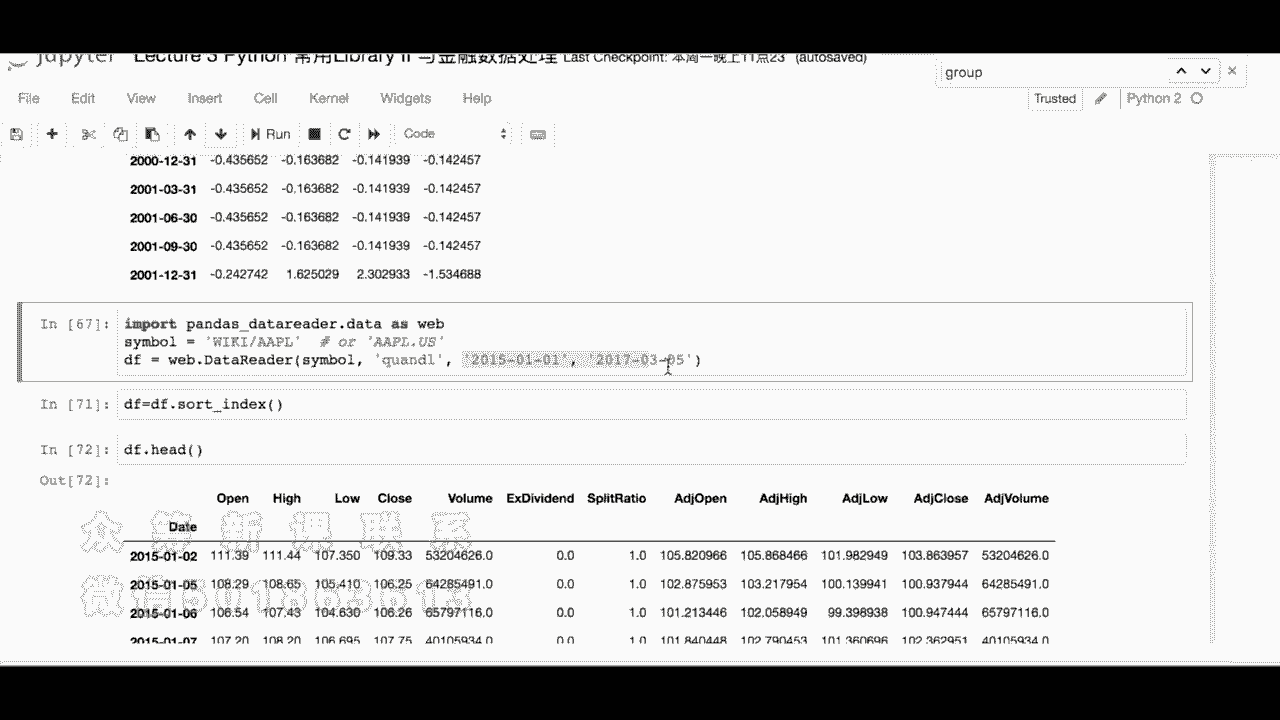 jupyter Lecture 3 Python 常用Library II 与金融数据处理 Last Checkpoint: 本周一晚上11点23 (autosaved)
group
File Edit View Insert Cell Kernel Widgets Help
Trusted Python 2
Run Code
2000-12-31 -0.435652 -0.163682 -0.141939 -0.142457
2001-03-31 -0.435652 -0.163682 -0.141939 -0.142457
2001-06-30 -0.435652 -0.163682 -0.141939 -0.142457
2001-09-30 -0.435652 -0.163682 -0.141939 -0.142457
2001-12-31 -0.242742 1.625029 2.302933 -1.534688
In [67]: import pandas_datareader.data as web
symbol = 'WIKI/AAPL' # or 'AAPL.US'
df = web.DataReader(symbol, 'quandl', '2015-01-01', '2017-03-05')
In [71]: df=df.sort_index()
In [72]: df.head()
Out[72]:
Open High Low Close Volume ExDividend SplitRatio AdjOpen AdjHigh AdjLow AdjClose AdjVolume
Date
2015-01-02 111.39 111.44 107.350 109.33 53204626.0 0.0 1.0 105.820966 105.868466 101.982949 103.863957 53204626.0
2015-01-05 108.29 108.65 105.410 106.25 64285491.0 0.0 1.0 102.875953 103.217954 100.139941 100.937944 64285491.0
2015-01-06 106.54 107.43 104.630 106.26 65797116.0 0.0 1.0 101.213446 102.058949 99.398938 100.947444 65797116.0
2015-01-07 107.20 108.20 106.695 107.75 40105934.0 0.0 1.0 101.840448 102.790453 101.360696 102.362951 40105934.0
众筹新课联系